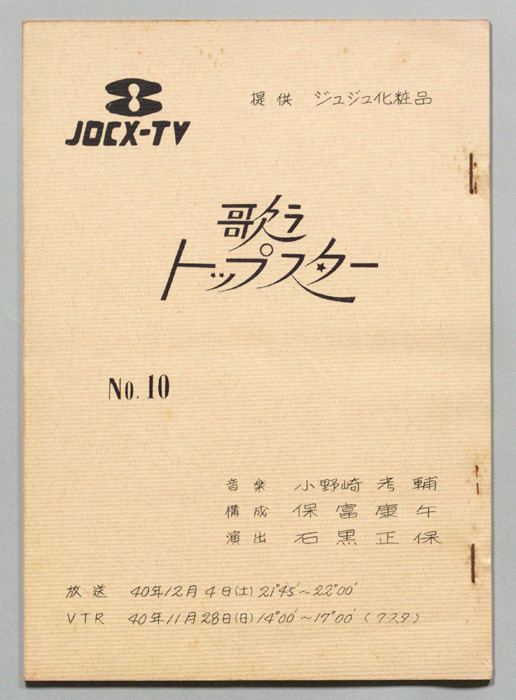 提供 ジュジュ化粧品
JOCX-TV
歌うトップスター
No. 10
音楽 小野崎孝輔
構成 保富康午
演出 石黒正保
放送 40年12月4日(土)21°45'~22°00'
VTR 40年11月28日(日)14°00'~17°00'(7スタ)